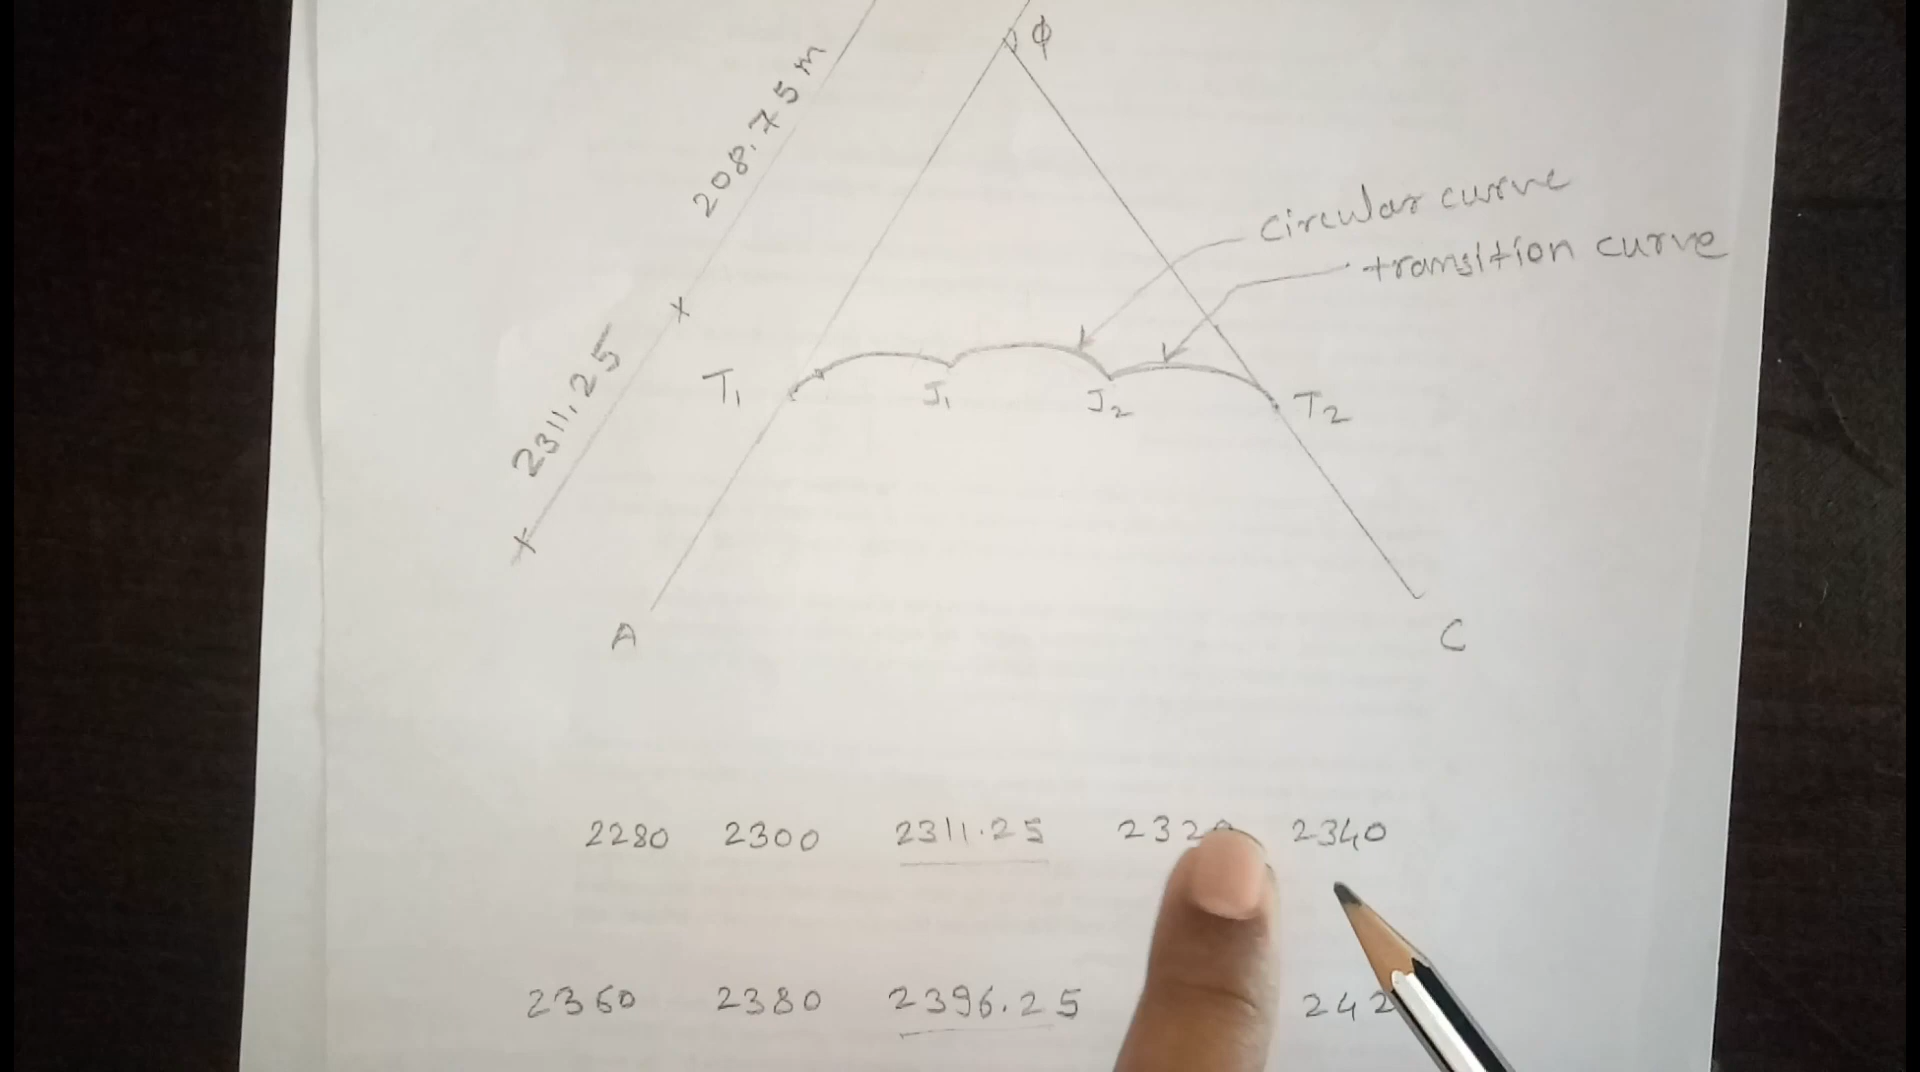 ϕ
208.75 m
circular curve
transition curve
2311.25
T1
J1
J2
T2
A
C
2280 2300 2311.25 2340
2360 2380 2396.25